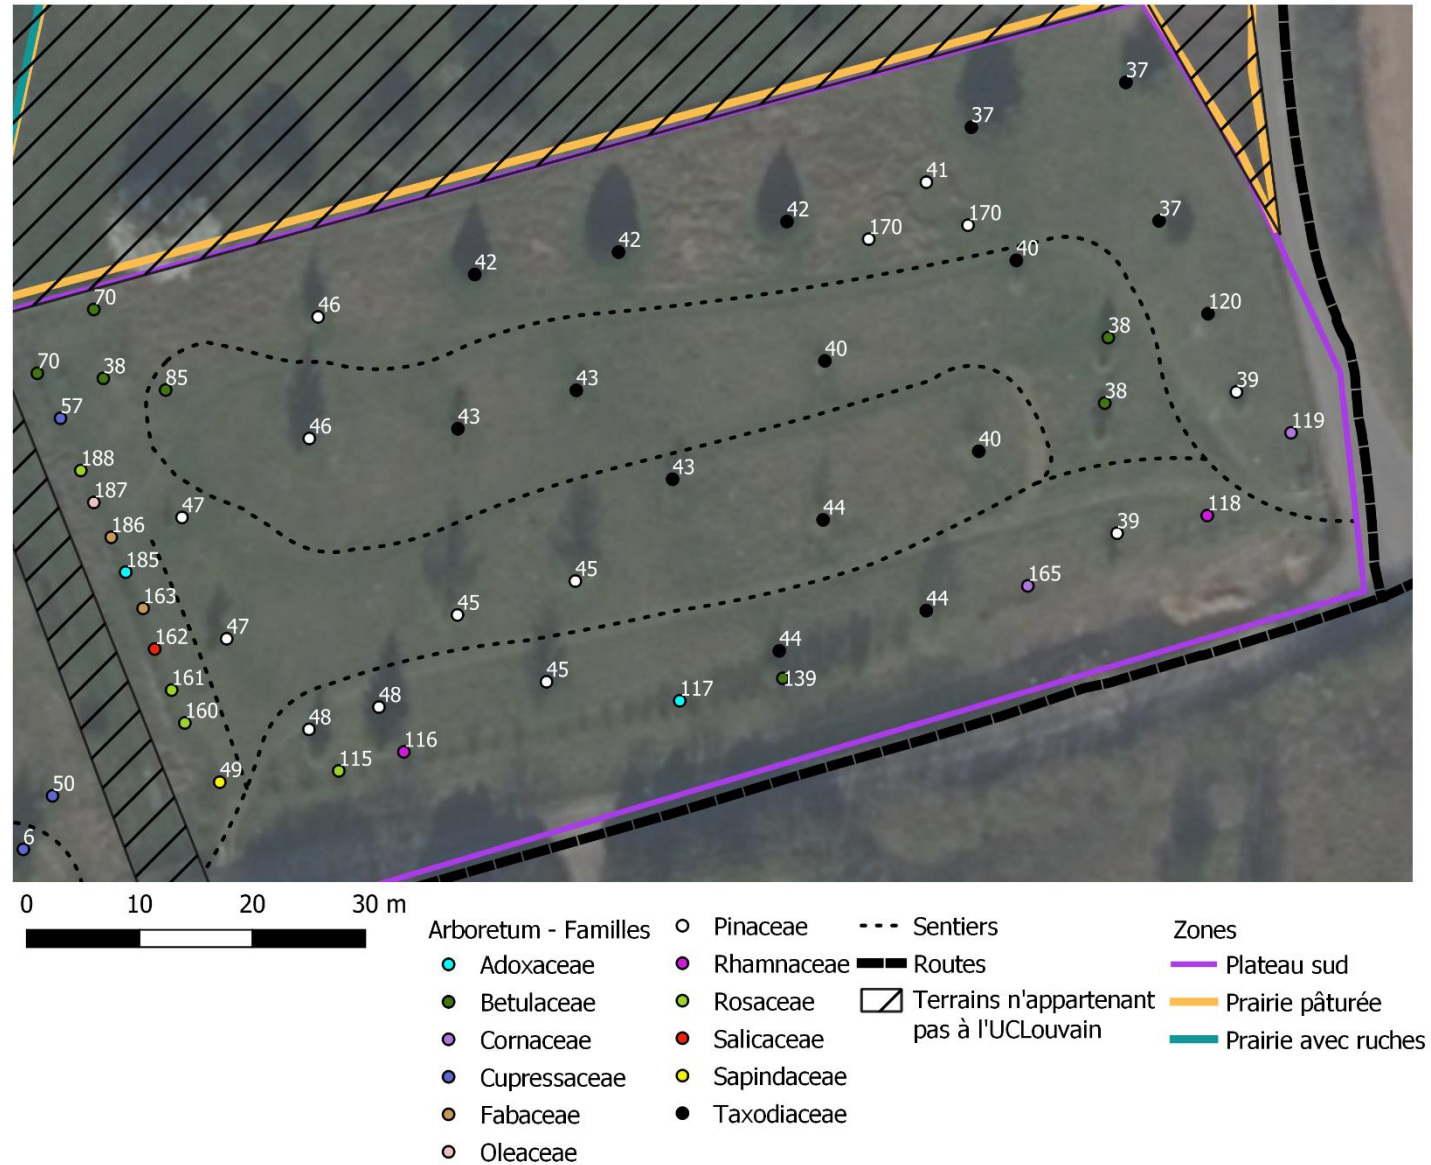 37
37
41
42
170
170
37
42
42
40
70
46
120
38
40
70
38
85
43
39
57
38
43
46
119
40
188
43
187
47
118
186
44
39
185
45
165
163
45
44
47
162
44
45
161
139
117
48
160
48
116
115
49
50
6
0 10 20 30 m
Arboretum - Familles
Adoxaceae
Betulaceae
Cornaceae
Cupressaceae
Fabaceae
Oleaceae
Pinaceae
Rhamnaceae
Rosaceae
Salicaceae
Sapindaceae
Taxodiaceae
Sentiers
Routes
Terrains n'appartenant
pas à l'UCLouvain
Zones
Plateau sud
Prairie pâturée
Prairie avec ruches